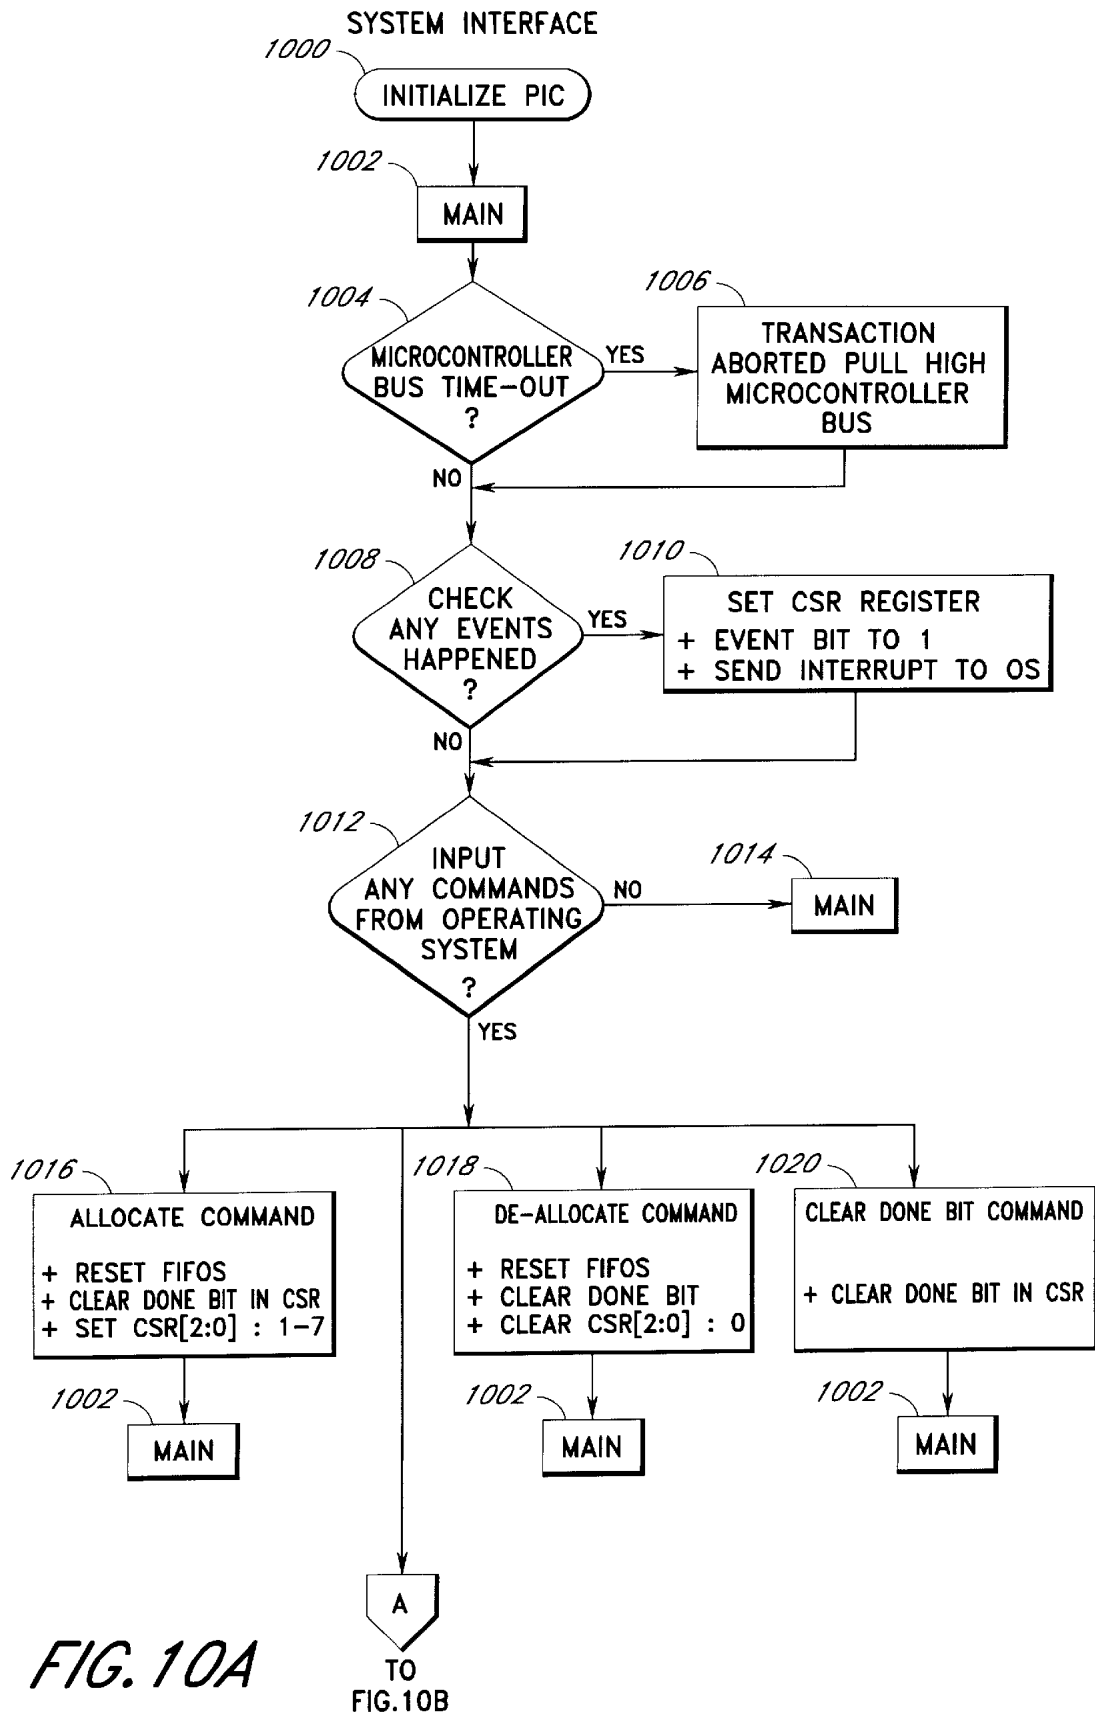 SYSTEM INTERFACE
1000
INITIALIZE PIC
1002
MAIN
1004
MICROCONTROLLER
BUS TIME-OUT
?
YES
NO
1006
TRANSACTION
ABORTED PULL HIGH
MICROCONTROLLER
BUS
1008
CHECK
ANY EVENTS
HAPPENED
?
YES
NO
1010
SET CSR REGISTER
+ EVENT BIT TO 1
+ SEND INTERRUPT TO OS
1012
INPUT
ANY COMMANDS
FROM OPERATING
SYSTEM
?
NO
YES
1014
MAIN
1016
ALLOCATE COMMAND
+ RESET FIFOS
+ CLEAR DONE BIT IN CSR
+ SET CSR[2:0] : 1-7
1002
MAIN
1018
DE-ALLOCATE COMMAND
+ RESET FIFOS
+ CLEAR DONE BIT
+ CLEAR CSR[2:0] : 0
1002
MAIN
1020
CLEAR DONE BIT COMMAND
+ CLEAR DONE BIT IN CSR
1002
MAIN
A
TO
FIG.10B
FIG. 10A